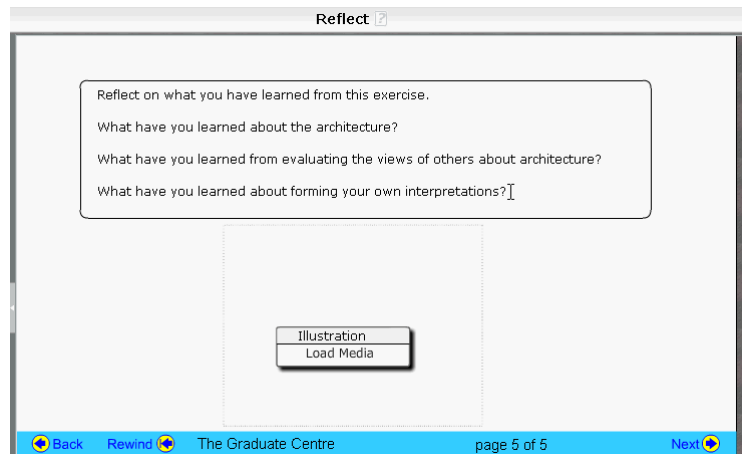 Reflect ?
Reflect on what you have learned from this exercise.
What have you learned about the architecture?
What have you learned from evaluating the views of others about architecture?
What have you learned about forming your own interpretations?
Illustration
Load Media
Back Rewind The Graduate Centre page 5 of 5 Next